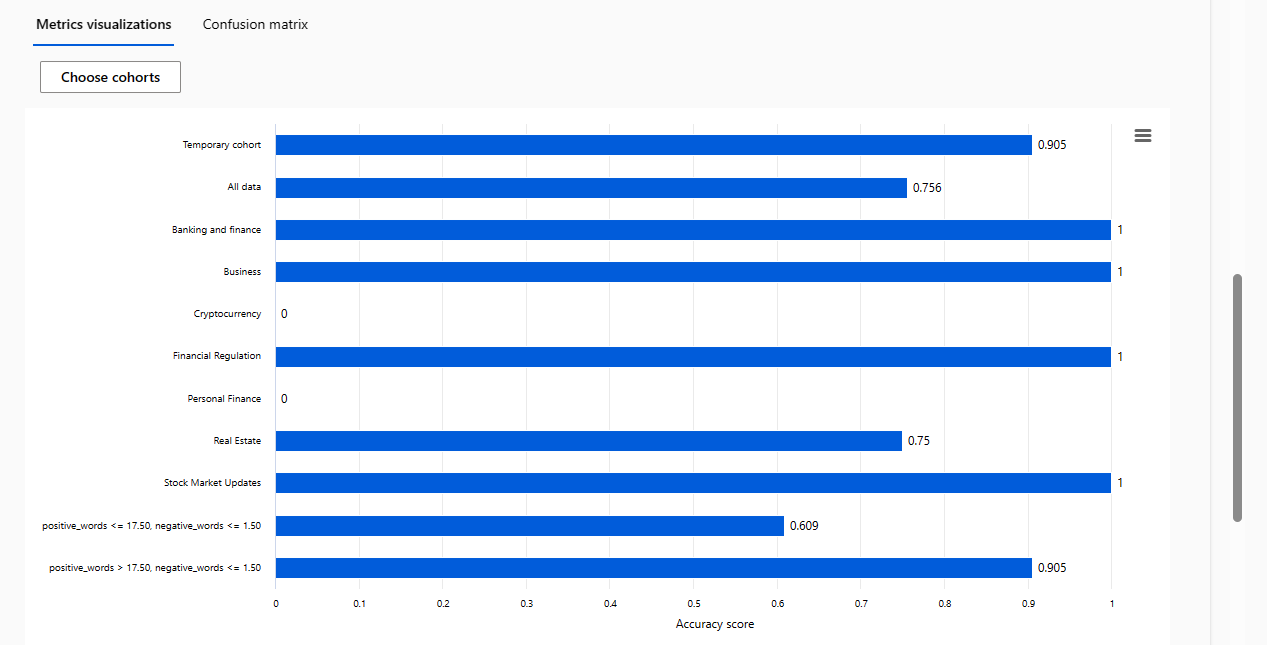 Metrics visualizations Confusion matrix
Choose cohorts
Temporary cohort 0.905
All data 0.756
Banking and finance 1
Business 1
Cryptocurrency 0
Financial Regulation 1
Personal Finance 0
Real Estate 0.75
Stock Market Updates 1
positive_words <= 17.50, negative_words <= 1.50 0.609
positive_words > 17.50, negative_words <= 1.50 0.905
0 0.1 0.2 0.3 0.4 0.5 0.6 0.7 0.8 0.9 1
Accuracy score